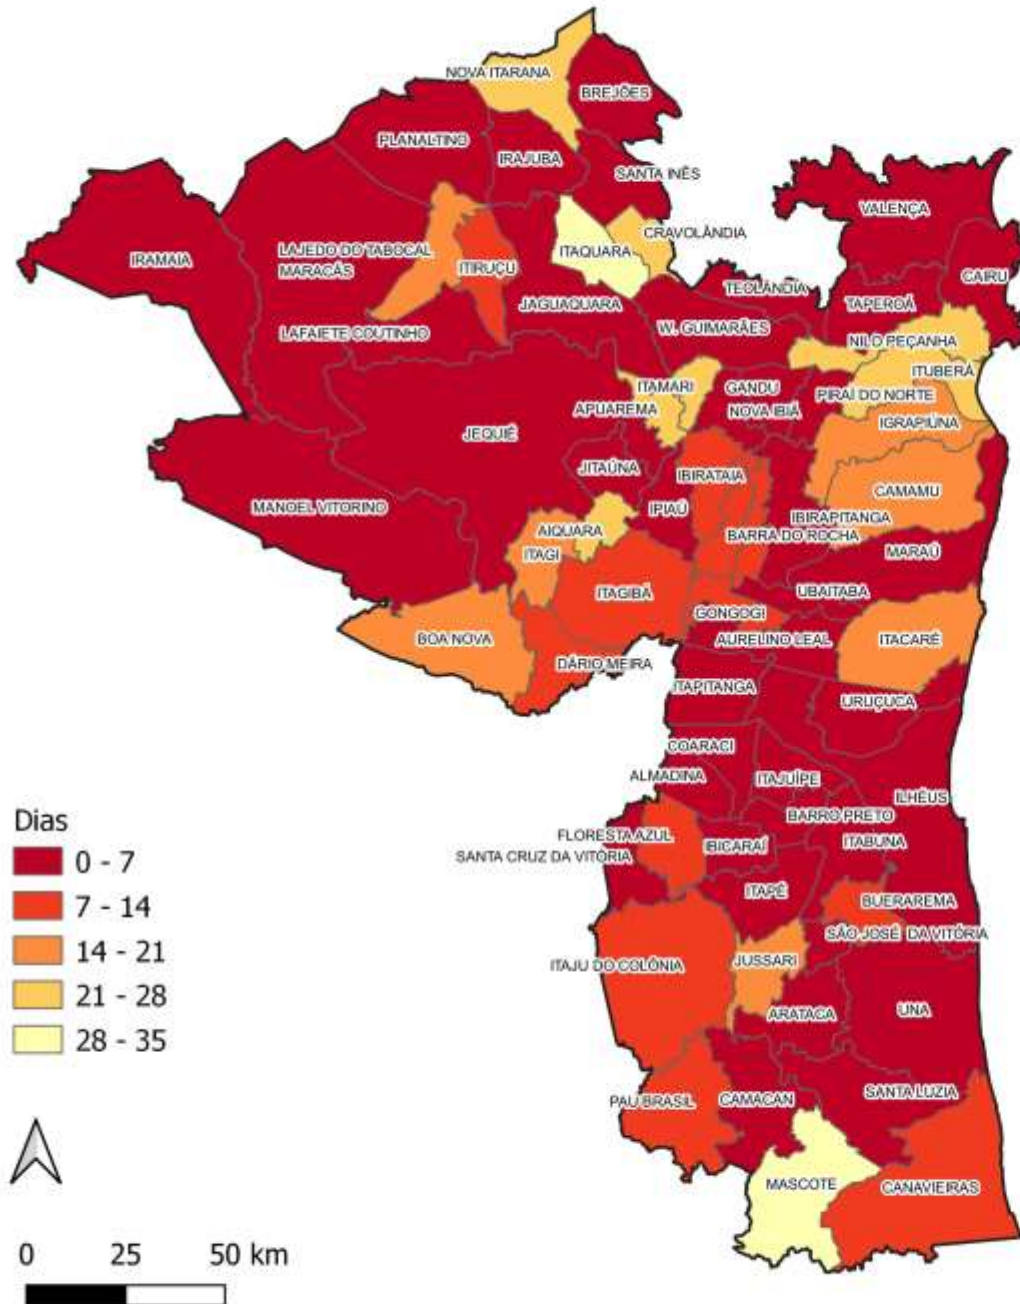 NOVA ITARANA
BREJÕES
PLANALTINO
IRAJUBA
SANTA INÊS
VALENÇA
CRAVOLÂNDIA
ITAQUARA
IRAMAIA
LAJEDO DO TABOCAL
MARACÁS
ITIRUÇU
CAIRU
TEOLÂNDIA
TAPEROÁ
JAGUAQUARA
W. GUIMARÃES
LAFAIETE COUTINHO
NILO PEÇANHA
ITUBERÁ
ITAMARI
GANDU
PIRAÍ DO NORTE
APUAREMA
NOVA IBIÁ
IGRAPIÚNA
JEQUIÉ
JITAÚNA
IBIRATAIA
CAMAMU
MANOEL VITORINO
IPIAÚ
IBIRAPITANGA
AIQUARA
BARRA DO ROCHA
ITAGI
MARAÚ
ITAGIBÁ
UBAITABA
GONGOGI
BOA NOVA
AURELINO LEAL
ITACARÉ
DÁRIO MEIRA
ITAPITANGA
URUÇUCA
COARACI
ALMADINA
ITAJUÍPE
ILHÉUS
BARRO PRETO
FLORESTA AZUL
IBICARAÍ
ITABUNA
SANTA CRUZ DA VITÓRIA
ITAPÉ
BUERAREMA
SÃO JOSÉ DA VITÓRIA
ITAJU DO COLÔNIA
JUSSARI
ARATACA
UNA
PAU BRASIL
CAMACAN
SANTA LUZIA
MASCOTE
CANAVIEIRAS
Dias
0 - 7
7 - 14
14 - 21
21 - 28
28 - 35
0 25 50 km